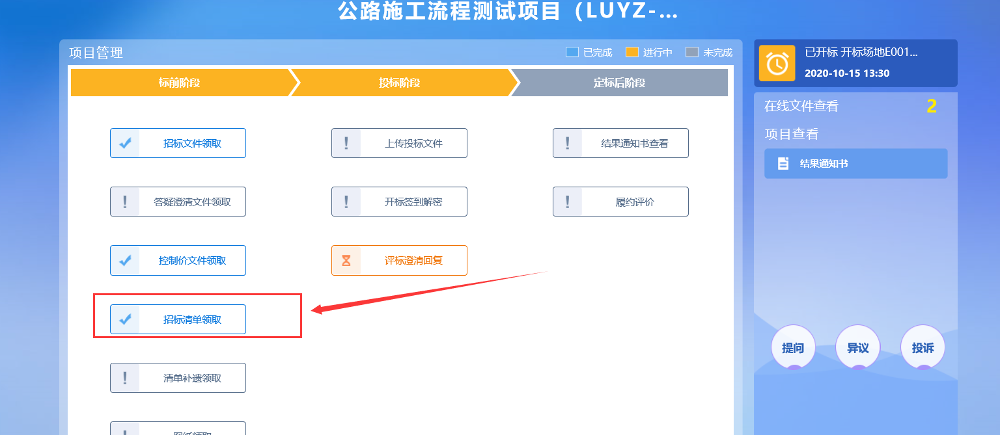 公路施工流程测试项目（LUYZ-...
项目管理
已完成 进行中 未完成
标前阶段 投标阶段 定标后阶段
招标文件领取 上传投标文件 结果通知书查看
答疑澄清文件领取 开标签到解密 履约评价
控制价文件领取 评标澄清回复
招标清单领取
清单补遗领取
图纸领取
已开标 开标场地E001...
2020-10-15 13:30
在线文件查看 2
项目查看
结果通知书
提问 异议 投诉